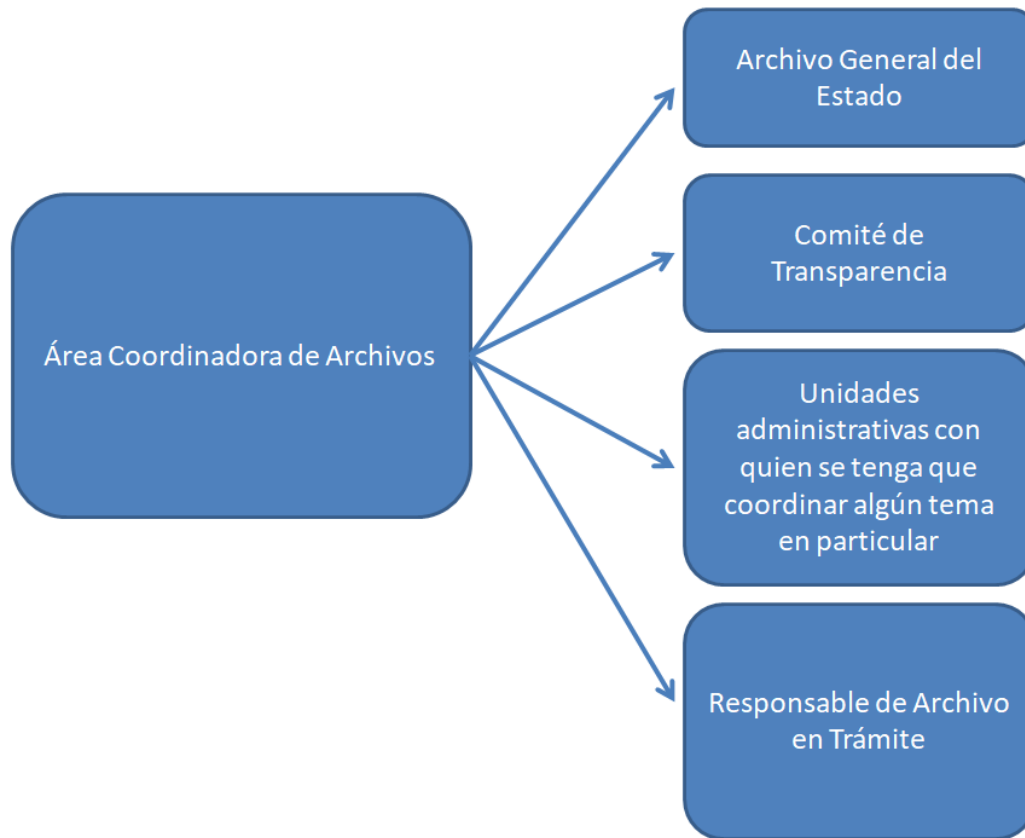 Archivo General del
Estado
Comité de
Transparencia
Área Coordinadora de Archivos
Unidades
administrativas con
quien se tenga que
coordinar algún tema
en particular
Responsable de Archivo
en Trámite